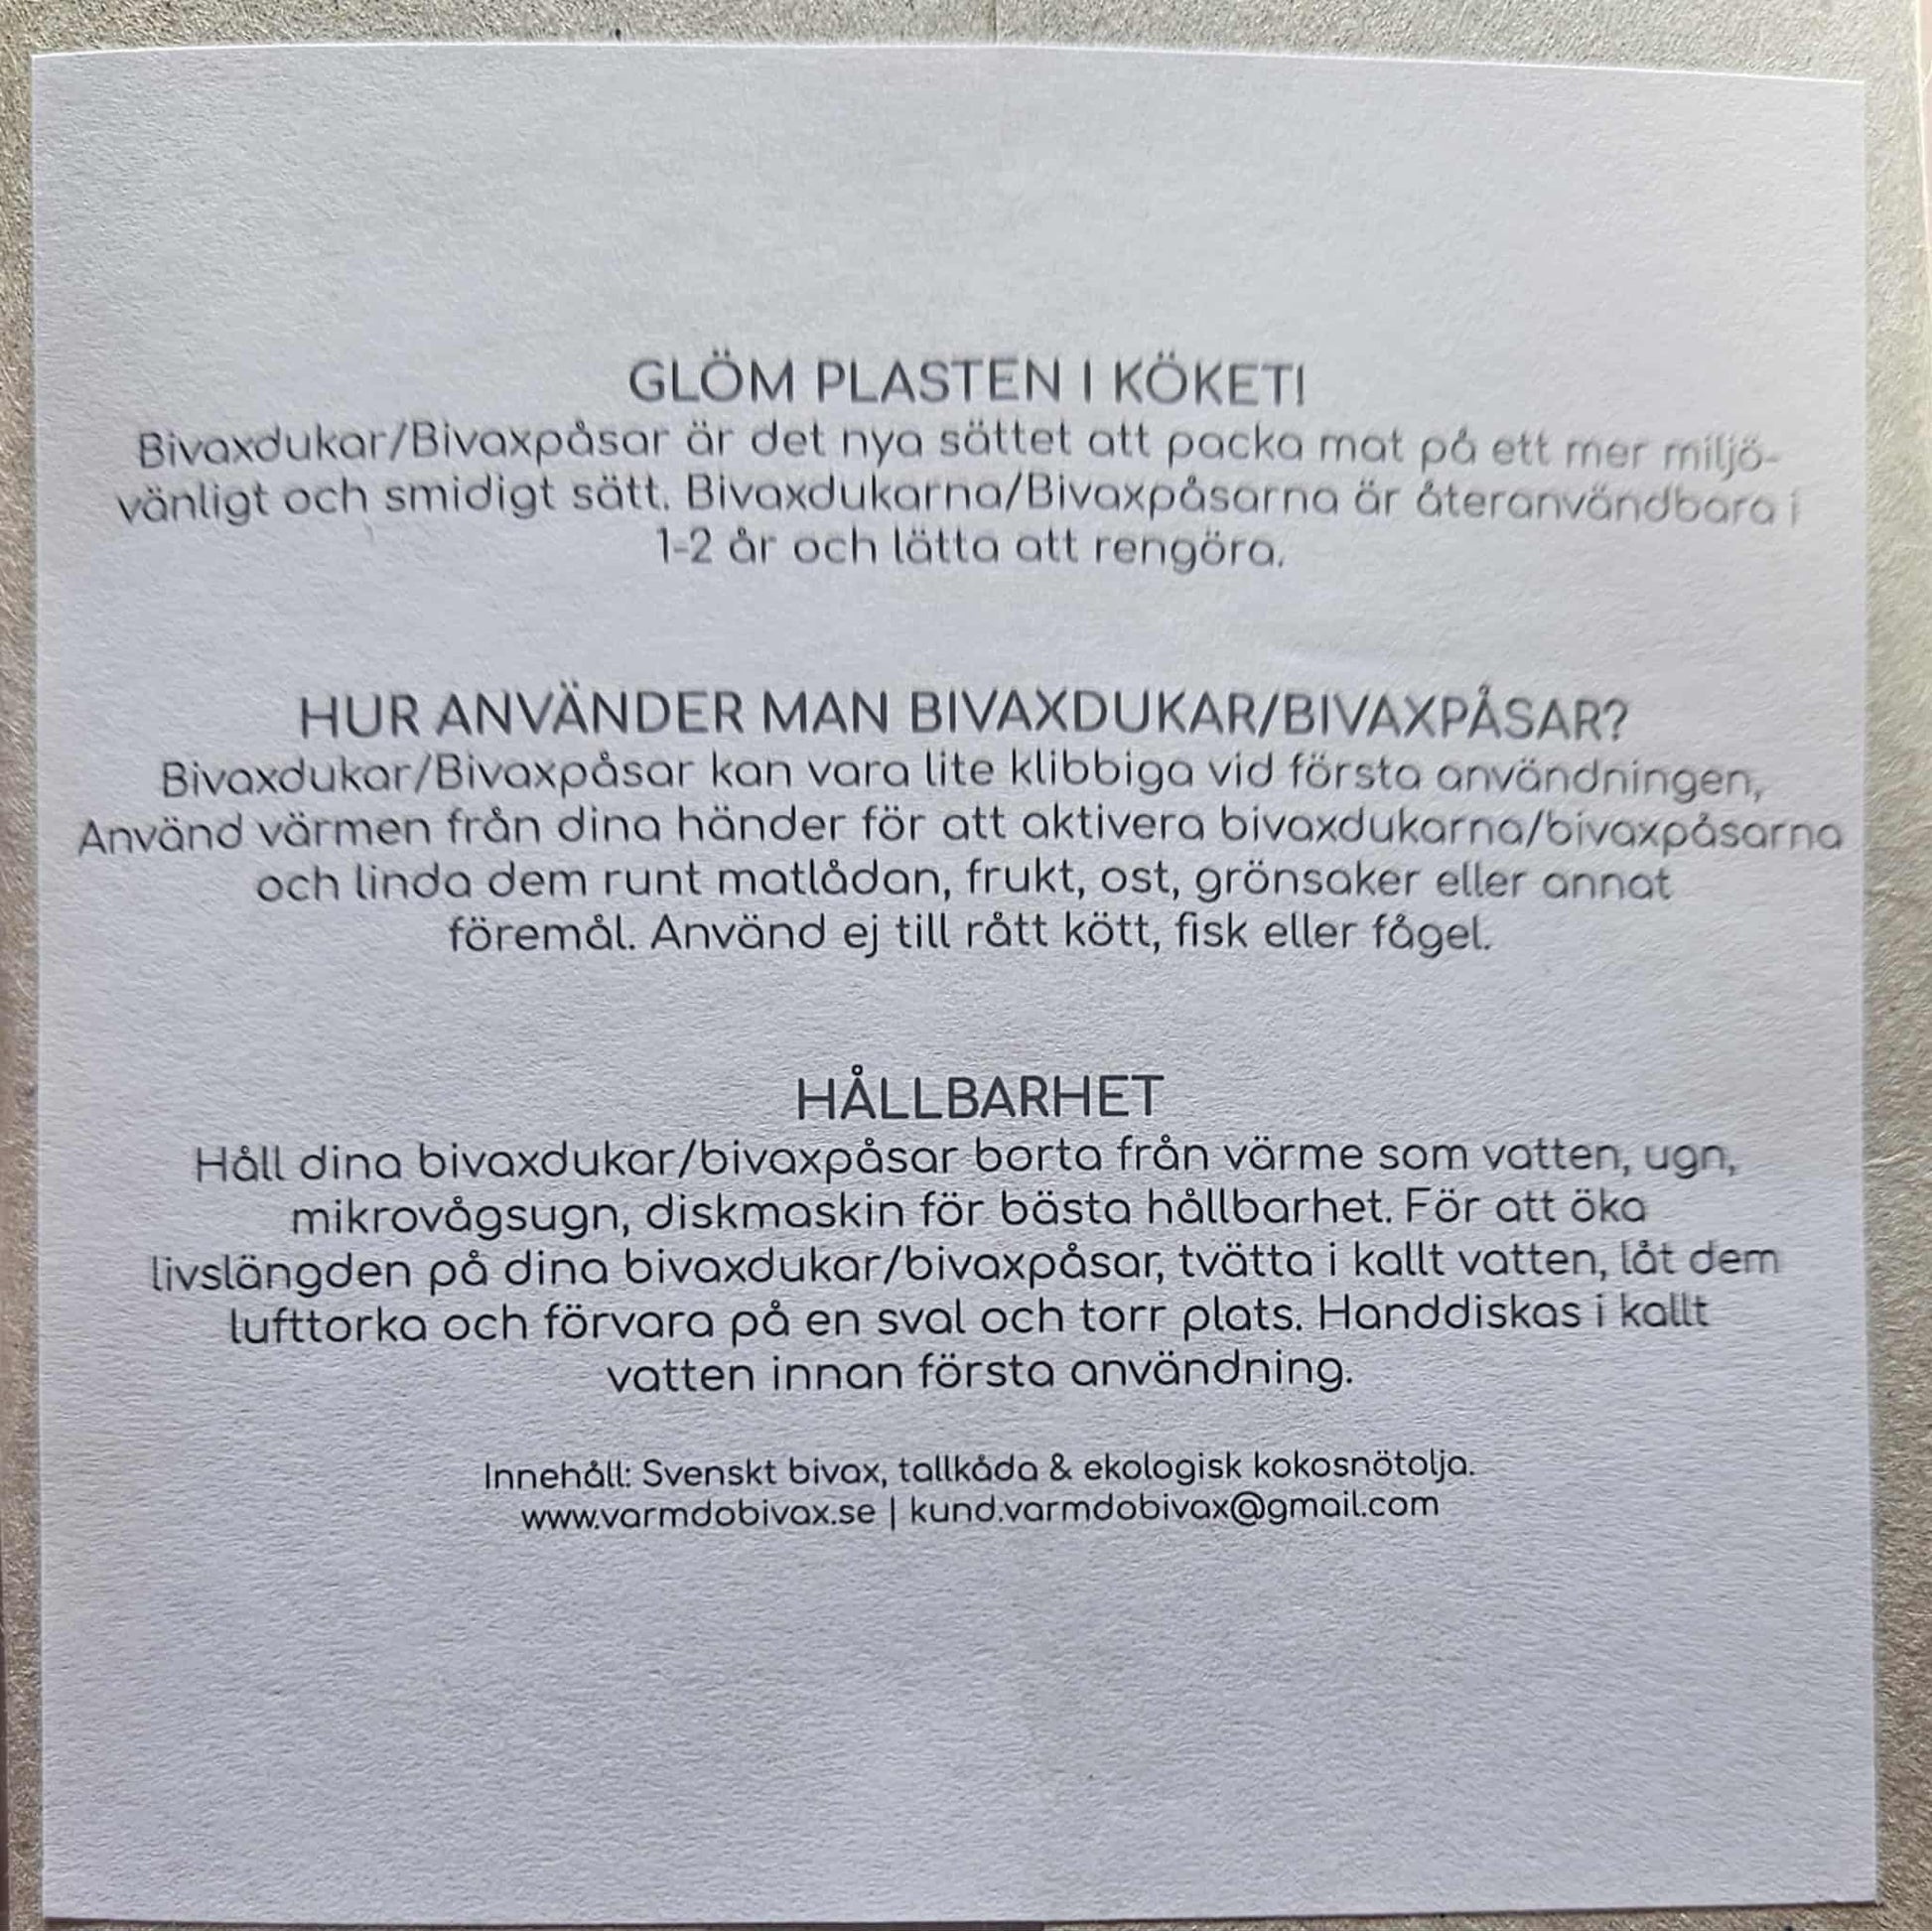 GLÖM PLASTEN I KÖKET!
Bivaxdukar/Bivaxpåsar är det nya sättet att packa mat på ett mer miljö-
vänligt och smidigt sätt. Bivaxdukarna/Bivaxpåsarna är återanvändbara i
1-2 år och lätta att rengöra.
HUR ANVÄNDER MAN BIVAXDUKAR/BIVAXPÅSAR?
Bivaxdukar/Bivaxpåsar kan vara lite klibbiga vid första användningen,
Använd värmen från dina händer för att aktivera bivaxdukarna/bivaxpåsarna
och linda dem runt matlådan, frukt, ost, grönsaker eller annat
föremål. Använd ej till rått kött, fisk eller fågel.
HÅLLBARHET
Håll dina bivaxdukar/bivaxpåsar borta från värme som vatten, ugn,
mikrovågsugn, diskmaskin för bästa hållbarhet. För att öka
livslängden på dina bivaxdukar/bivaxpåsar, tvätta i kallt vatten, låt dem
lufttorka och förvara på en sval och torr plats. Handdiskas i kallt
vatten innan första användning.
Innehåll: Svenskt bivax, tallkåda & ekologisk kokosnötolja.
www.varmdobivax.se | kund.varmdobivax@gmail.com